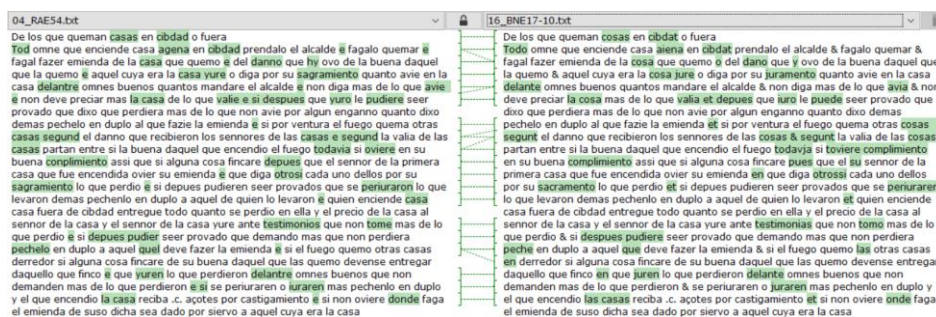 04_RAE54.txt
De los que queman casas en cibdad o fuera
Tod omne que enciende casa agena en cibdad prendalo el alcalde e fagalo quemar e
fagal fazer emienda de la casa que quemo e del danno que hy ovo de la buena daquel
que la quemo e aquel cuya era la casa yure o diga por su sagramiento quanto avie en la
casa delantre omnes buenos quantos mandare el alcalde e non diga mas de lo que avie
e non deve preciar mas la casa de lo que valie e si despues que yuro le pudiere seer
provado que dixo que perdiera mas de lo que non avie por algun enganno quanto dixo
demas pechelo en duplo al que fazie la emienda e si por ventura el fuego quema otras
casas segund el danno que recibieron los sennores de las casas e segund la valia de las
casas partan entre si la buena daquel que encendio el fuego todavia si oviere en su
buena conplimiento assi que si alguna cosa fincare depues que el sennor de la primera
casa que fue encendida ovier su emienda e que diga otrosi cada uno dellos por su
sagramiento lo que perdio e si depues pudieren seer provados que se periuraron lo que
levaron demas pechenlo en duplo a aquel de quien lo levaron e quien enciende casa
casa fuera de cibdad entregue todo quanto se perdio en ella y el precio de la casa al
sennor de la casa y el sennor de la casa yure ante testimonios que non tome mas de lo
que perdio e si depues pudier seer provado que demando mas que non perdiera
pechelo en duplo a aquel quel deve fazer la emienda e si el fuego quemo otras casas
derredor si alguna cosa fincare de su buena daquel que las quemo devense entregar
daquello que finco e que yuren lo que perdieron delantre omnes buenos que non
demanden mas de lo que perdieron e si se periuraren o iuraren mas pechenlo en duplo
y el que encendio la casa reciba .c. açotes por castigamiento e si non oviere donde faga
el emienda de suso dicha sea dado por siervo a aquel cuya era la casa
16_BNE17-10.txt
De los que queman cosas en cibdat o fuera
Todo omne que enciende casa aiena en cibdat prendalo el alcalde & fagalo quemar &
fagal fazer emienda de la cosa que quemo o del dano que y ovo de la buena daquel que
la quemo & aquel cuya era la cosa jure o diga por su juramento quanto avie en la casa
delante omnes buenos quantos mandare el alcalde & non diga mas de lo que avia & non
deve preciar la cosa mas de lo que valia et depues que iuro le puede seer provado que
dixo que perdiera mas de lo que non avie por algun enganno quanto dixo demas
pechelo en duplo al que fazie la emienda et si por ventura el fuego quema otras cosas
segunt el danno que recibieron los sennores de las cosas & segunt la valia de las cosas
partan entre si la buena daquel que encendio el fuego todavja si toviere complimiento
en su buena complimiento assi que si alguna cosa fincare pues que el su sennor de la
primera casa que fue encendida ovier su emienda en que diga otrossi cada uno dellos
por su sacramento lo que perdio et si depues pudieren seer provados que se periuraren
lo que levaron demas pechenlo en duplo a aquel de quien lo levaron et quien enciende
casa fuera de cibdad entregue todo quanto se perdio en ella y el precio de la casa al
sennor de la casa y el sennor de la casa yure ante testimonias que non tomo mas de lo
que perdio & si despues pudiere seer provado que demando mas que non perdiera
peche en duplo a aquel que deve fazer la emienda & si el fuego quemo las otras casas
en derredor si alguna cosa fincare de su buena daquel que las quemo devense entregar
daquello que finco en que juren lo que perdieron delante omnes buenos que non
demanden mas de lo que perdieron & se periuraren o juraren mas pechenlo en duplo y
el que encendio las casas reciba .c. açotes por castigamiento et si non oviere onde faga
el emienda de suso dicha sea dado por siervo a aquel cuya era la casa